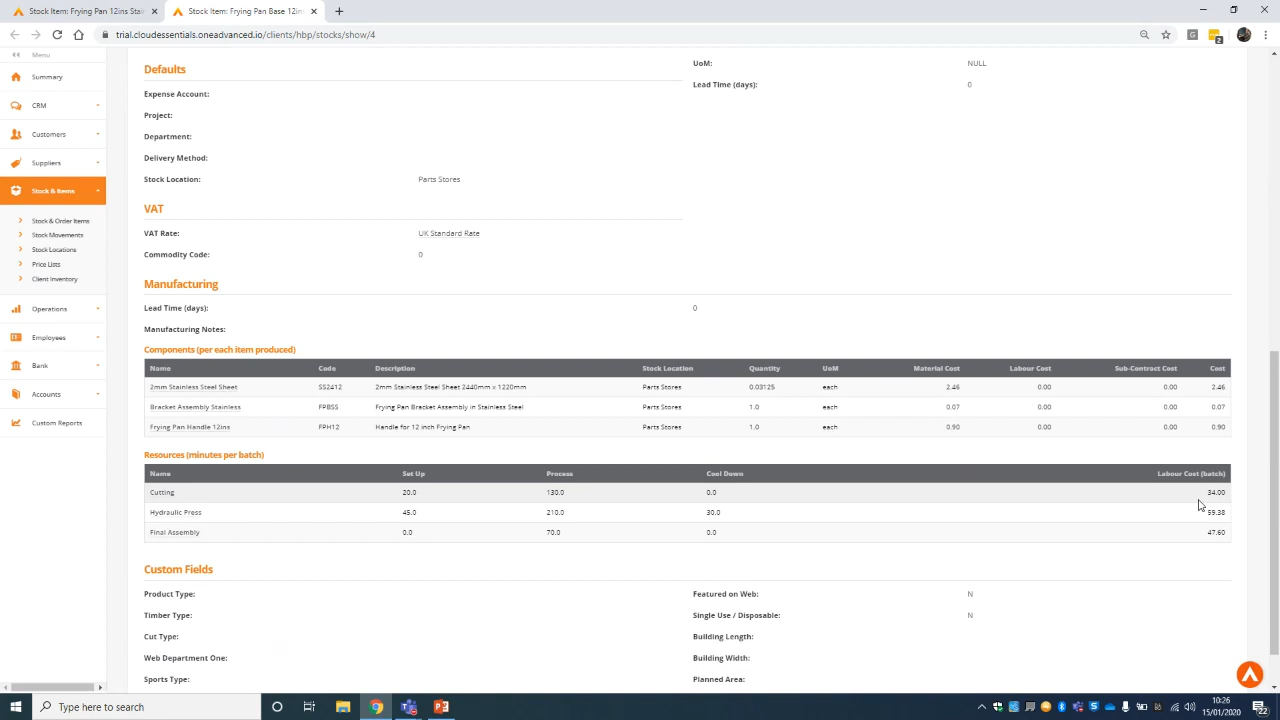 Stock Item: Frying Pan 12ins Stain
Stock Item: Frying Pan Base 12in
trial.cloudessentials.oneadvanced.io/clients/hbp/stocks/show/4
Menu
Summary
CRM
Customers
Suppliers
Stock & Items
Stock & Order Items
Stock Movements
Stock Locations
Price Lists
Client Inventory
Operations
Employees
Bank
Accounts
Custom Reports
Defaults
UoM: NULL
Lead Time (days): 0
Expense Account:
Project:
Department:
Delivery Method:
Stock Location: Parts Stores
VAT
VAT Rate: UK Standard Rate
Commodity Code: 0
Manufacturing
Lead Time (days): 0
Manufacturing Notes:
Components (per each item produced)
Name Code Description Stock Location Quantity UoM Material Cost Labour Cost Sub-Contract Cost Cost
2mm Stainless Steel Sheet SS2412 2mm Stainless Steel Sheet 2440mm x 1220mm Parts Stores 0.03125 each 2.46 0.00 0.00 2.46
Bracket Assembly Stainless FPBSS Frying Pan Bracket Assembly in Stainless Steel Parts Stores 1.0 each 0.07 0.00 0.00 0.07
Frying Pan Handle 12ins FPH12 Handle for 12 inch Frying Pan Parts Stores 1.0 each 0.90 0.00 0.00 0.90
Resources (minutes per batch)
Name Set Up Process Cool Down Labour Cost (batch)
Cutting 20.0 130.0 0.0 34.00
Hydraulic Press 45.0 210.0 30.0 59.38
Final Assembly 0.0 70.0 0.0 47.60
Custom Fields
Product Type: Featured on Web: N
Timber Type: Single Use / Disposable: N
Cut Type: Building Length:
Web Department One: Building Width:
Sports Type: Planned Area:
Type here to search
10:26
15/01/2020